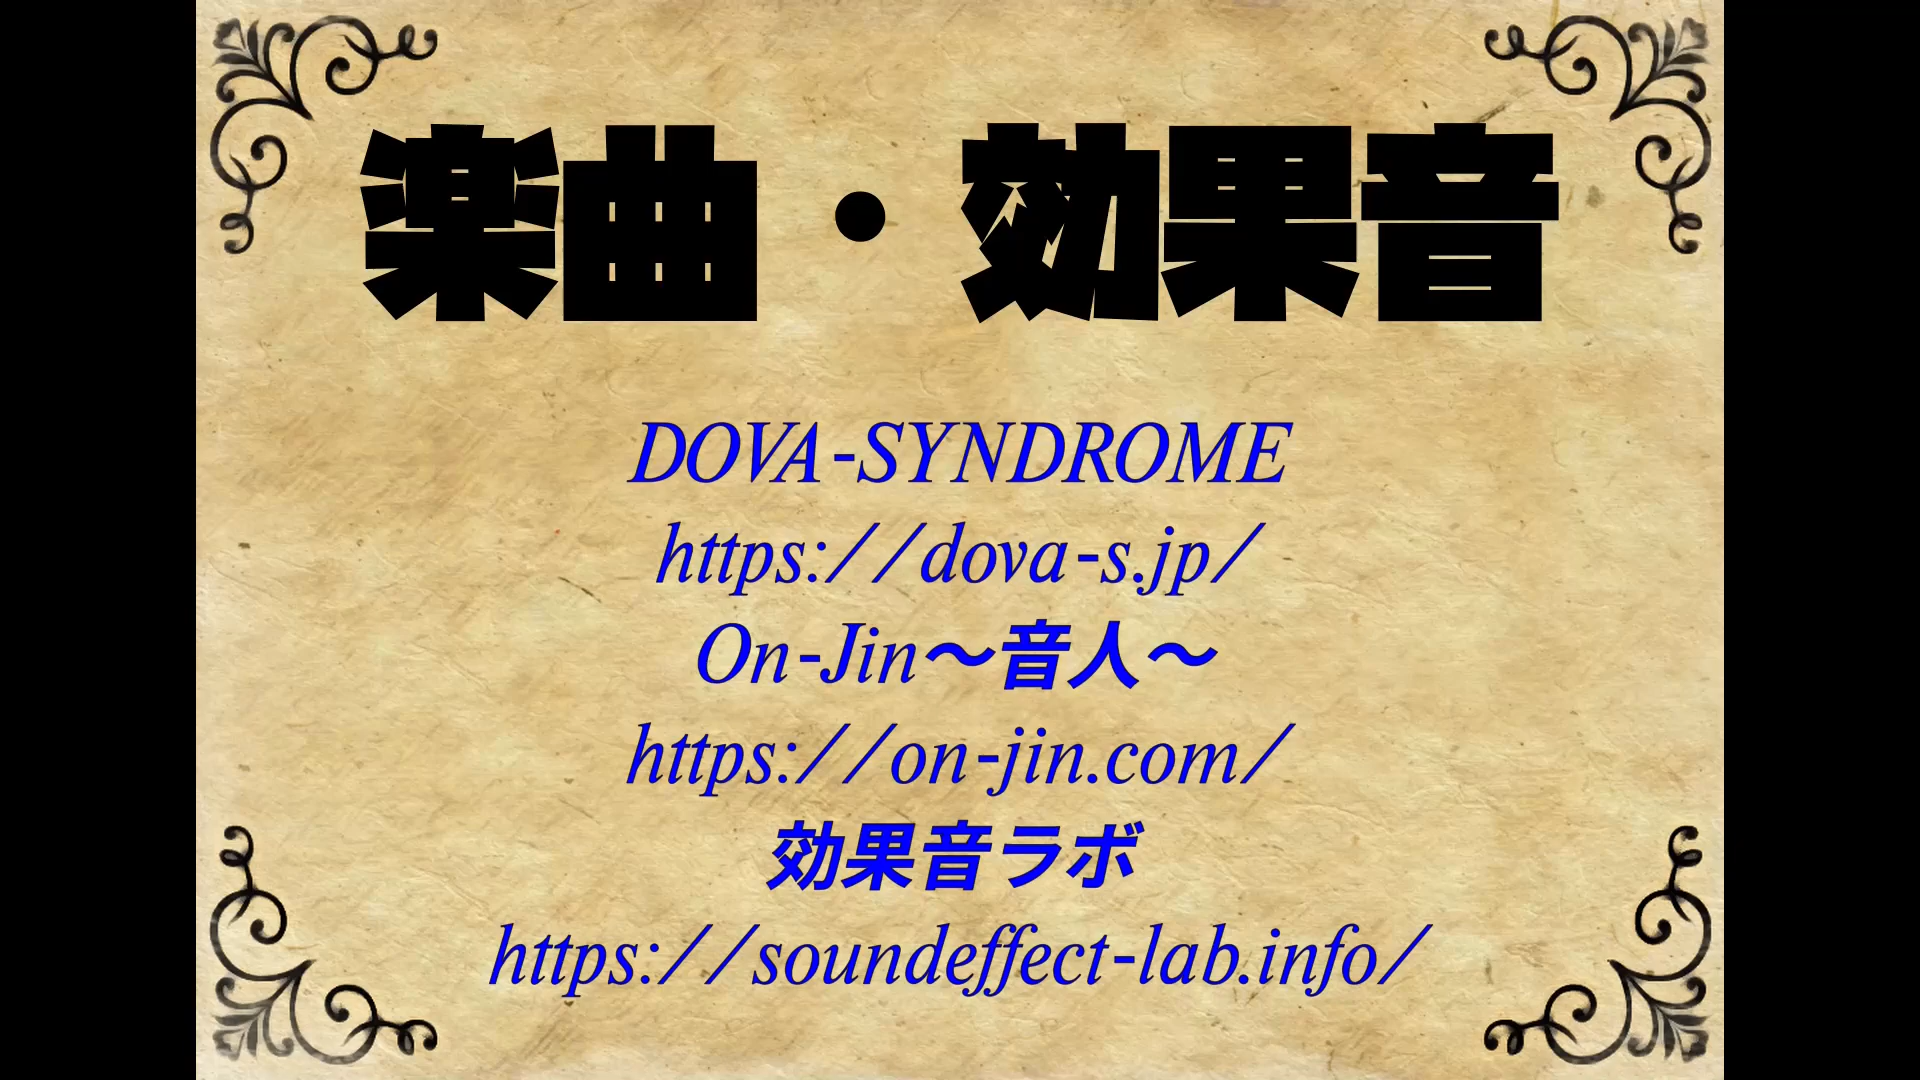 楽曲・効果音
DOVA-SYNDROME
https://dova-s.jp/
On-Jin～音人～
https://on-jin.com/
効果音ラボ
https://soundeffect-lab.info/